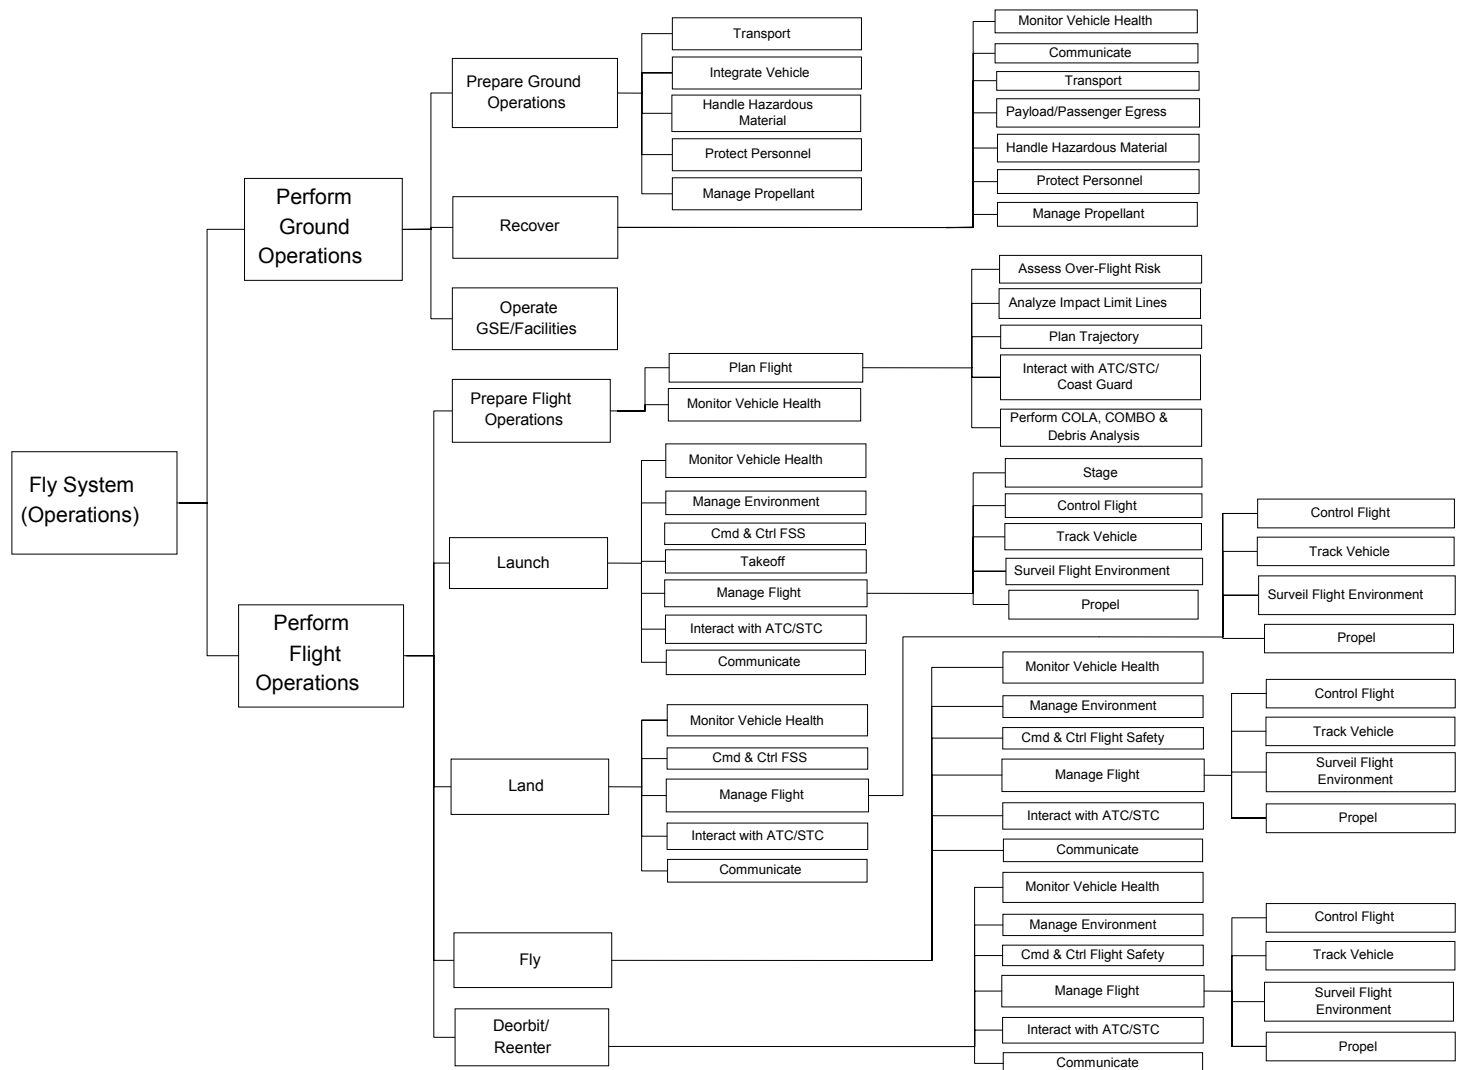 Fly System
(Operations)
Perform
Ground
Operations
Prepare Ground
Operations
Transport
Integrate Vehicle
Handle Hazardous
Material
Protect Personnel
Manage Propellant
Recover
Monitor Vehicle Health
Communicate
Transport
Payload/Passenger Egress
Handle Hazardous Material
Protect Personnel
Manage Propellant
Operate
GSE/Facilities
Perform
Flight
Operations
Prepare Flight
Operations
Plan Flight
Assess Over-Flight Risk
Analyze Impact Limit Lines
Plan Trajectory
Interact with ATC/STC/
Coast Guard
Perform COLA, COMBO &
Debris Analysis
Monitor Vehicle Health
Launch
Monitor Vehicle Health
Manage Environment
Cmd & Ctrl FSS
Takeoff
Manage Flight
Stage
Control Flight
Track Vehicle
Surveil Flight Environment
Propel
Interact with ATC/STC
Communicate
Land
Monitor Vehicle Health
Cmd & Ctrl FSS
Manage Flight
Control Flight
Track Vehicle
Surveil Flight Environment
Propel
Interact with ATC/STC
Communicate
Fly
Monitor Vehicle Health
Manage Environment
Cmd & Ctrl Flight Safety
Manage Flight
Control Flight
Track Vehicle
Surveil Flight
Environment
Propel
Interact with ATC/STC
Communicate
Deorbit/
Reenter
Monitor Vehicle Health
Manage Environment
Cmd & Ctrl Flight Safety
Manage Flight
Control Flight
Track Vehicle
Surveil Flight
Environment
Propel
Interact with ATC/STC
Communicate